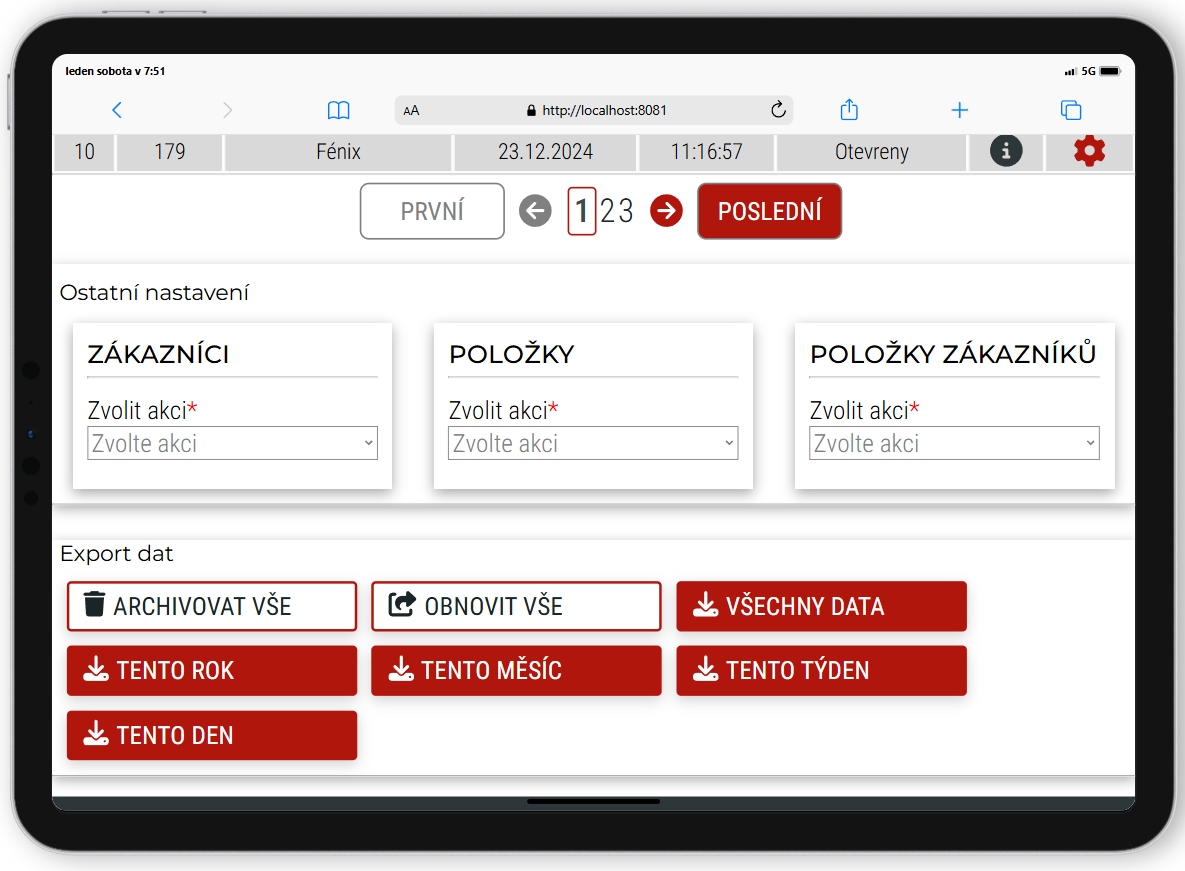 leden sobota v 7:51
5G
AA http://localhost:8081
10 179 Fénix 23.12.2024 11:16:57 Otevreny
PRVNÍ 1 2 3 POSLEDNÍ
Ostatní nastavení
ZÁKAZNÍCI POLOŽKY POLOŽKY ZÁKAZNÍKŮ
Zvolit akci* Zvolit akci* Zvolit akci*
Zvolte akci Zvolte akci Zvolte akci
Export dat
ARCHIVOVAT VŠE OBNOVIT VŠE VŠECHNY DATA
TENTO ROK TENTO MĚSÍC TENTO TÝDEN
TENTO DEN